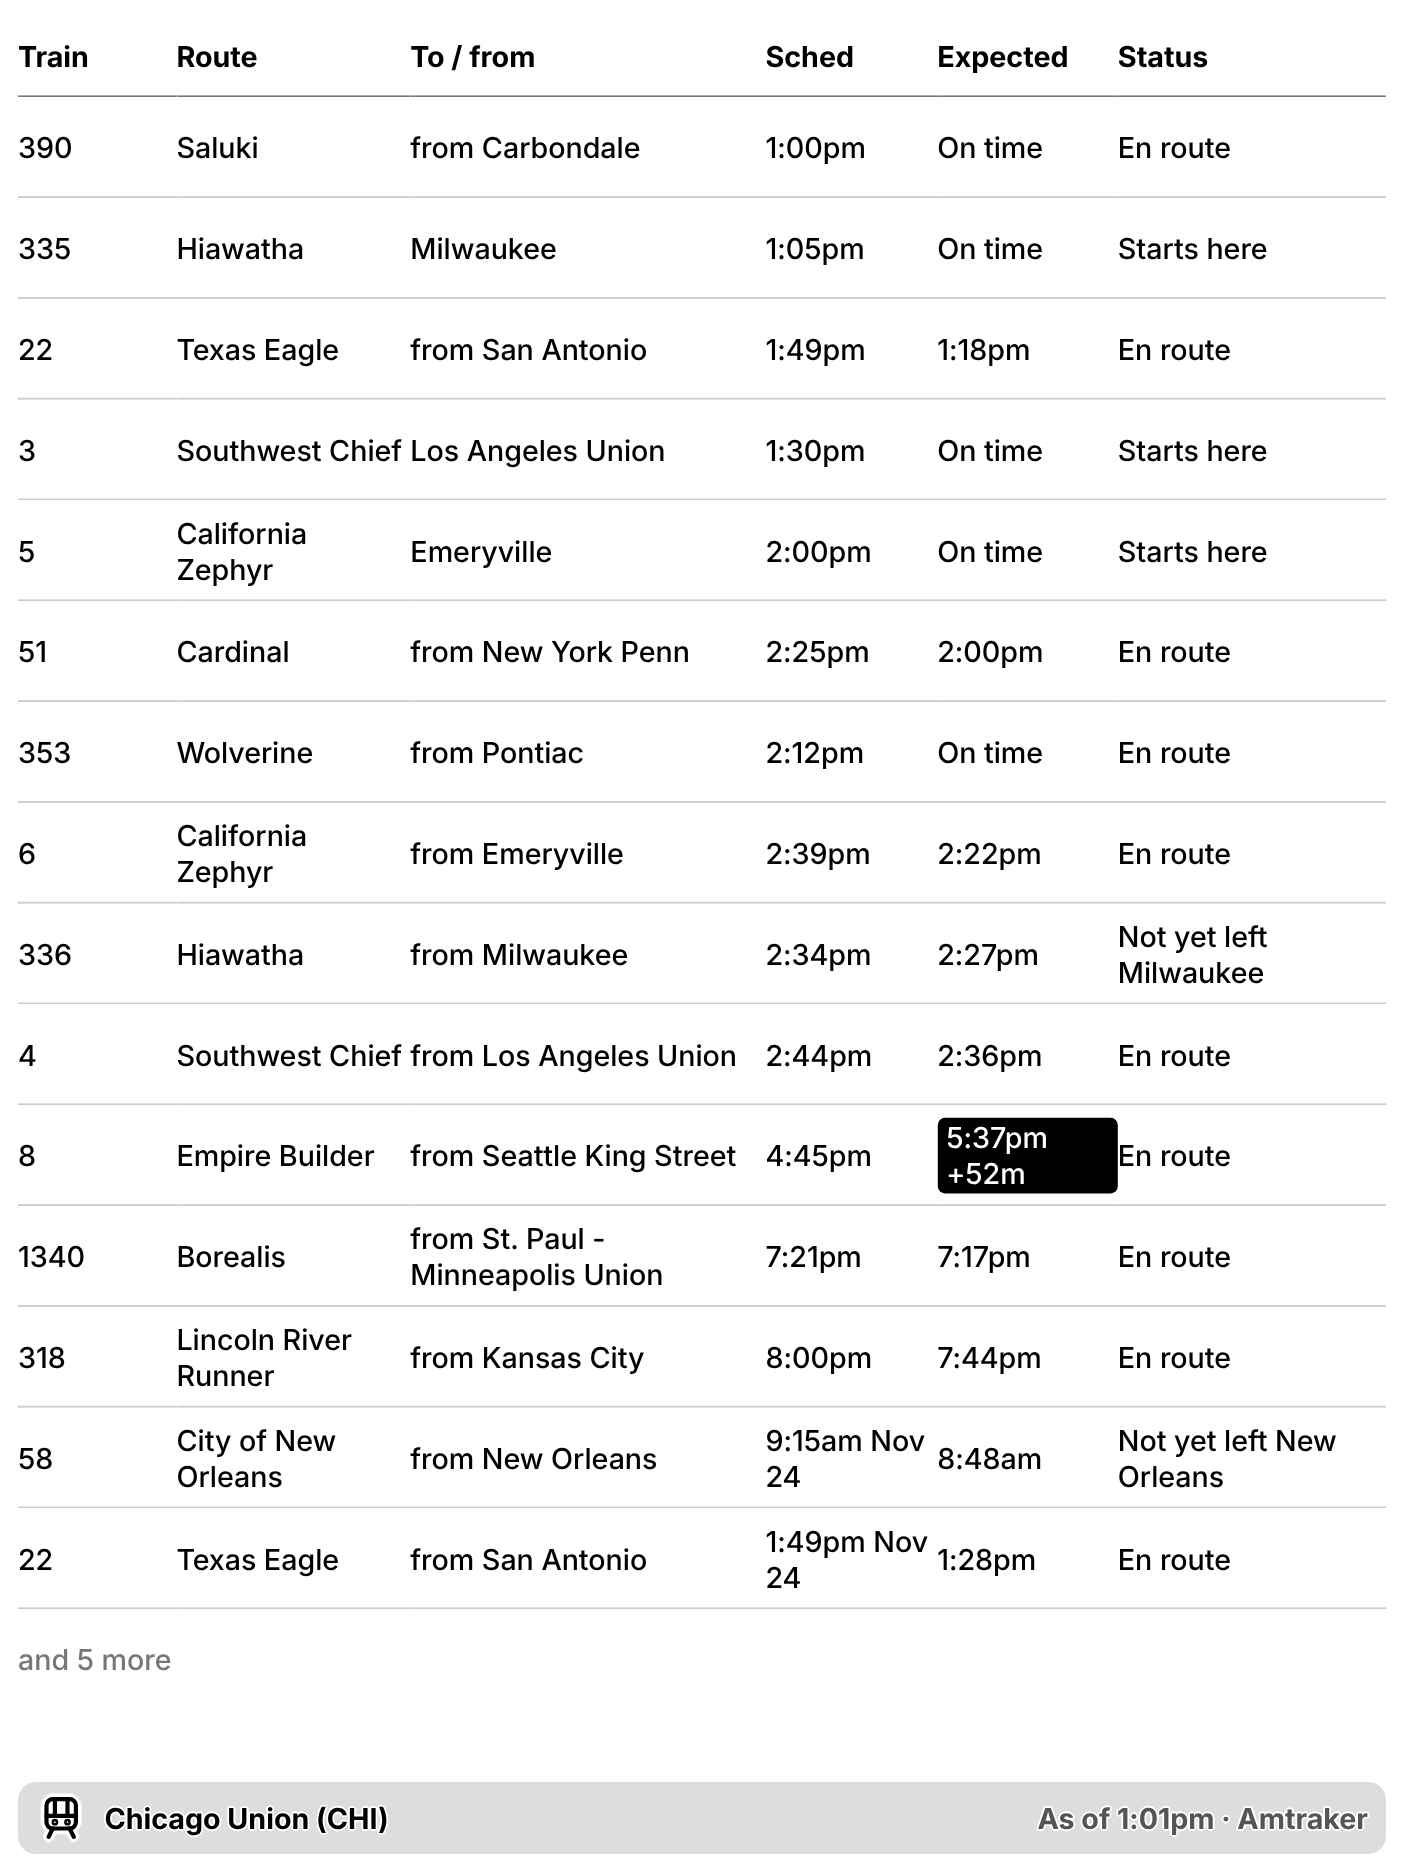 Train Route To / from Sched Expected Status
390 Saluki from Carbondale 1:00pm On time En route
335 Hiawatha Milwaukee 1:05pm On time Starts here
22 Texas Eagle from San Antonio 1:49pm 1:18pm En route
3 Southwest Chief Los Angeles Union 1:30pm On time Starts here
5 California Zephyr Emeryville 2:00pm On time Starts here
51 Cardinal from New York Penn 2:25pm 2:00pm En route
353 Wolverine from Pontiac 2:12pm On time En route
6 California Zephyr from Emeryville 2:39pm 2:22pm En route
336 Hiawatha from Milwaukee 2:34pm 2:27pm Not yet left Milwaukee
4 Southwest Chief from Los Angeles Union 2:44pm 2:36pm En route
8 Empire Builder from Seattle King Street 4:45pm 5:37pm +52m En route
1340 Borealis from St. Paul - Minneapolis Union 7:21pm 7:17pm En route
318 Lincoln River Runner from Kansas City 8:00pm 7:44pm En route
58 City of New Orleans from New Orleans 9:15am Nov 24 8:48am Not yet left New Orleans
22 Texas Eagle from San Antonio 1:49pm Nov 24 1:28pm En route
and 5 more
Chicago Union (CHI) As of 1:01pm · Amtraker